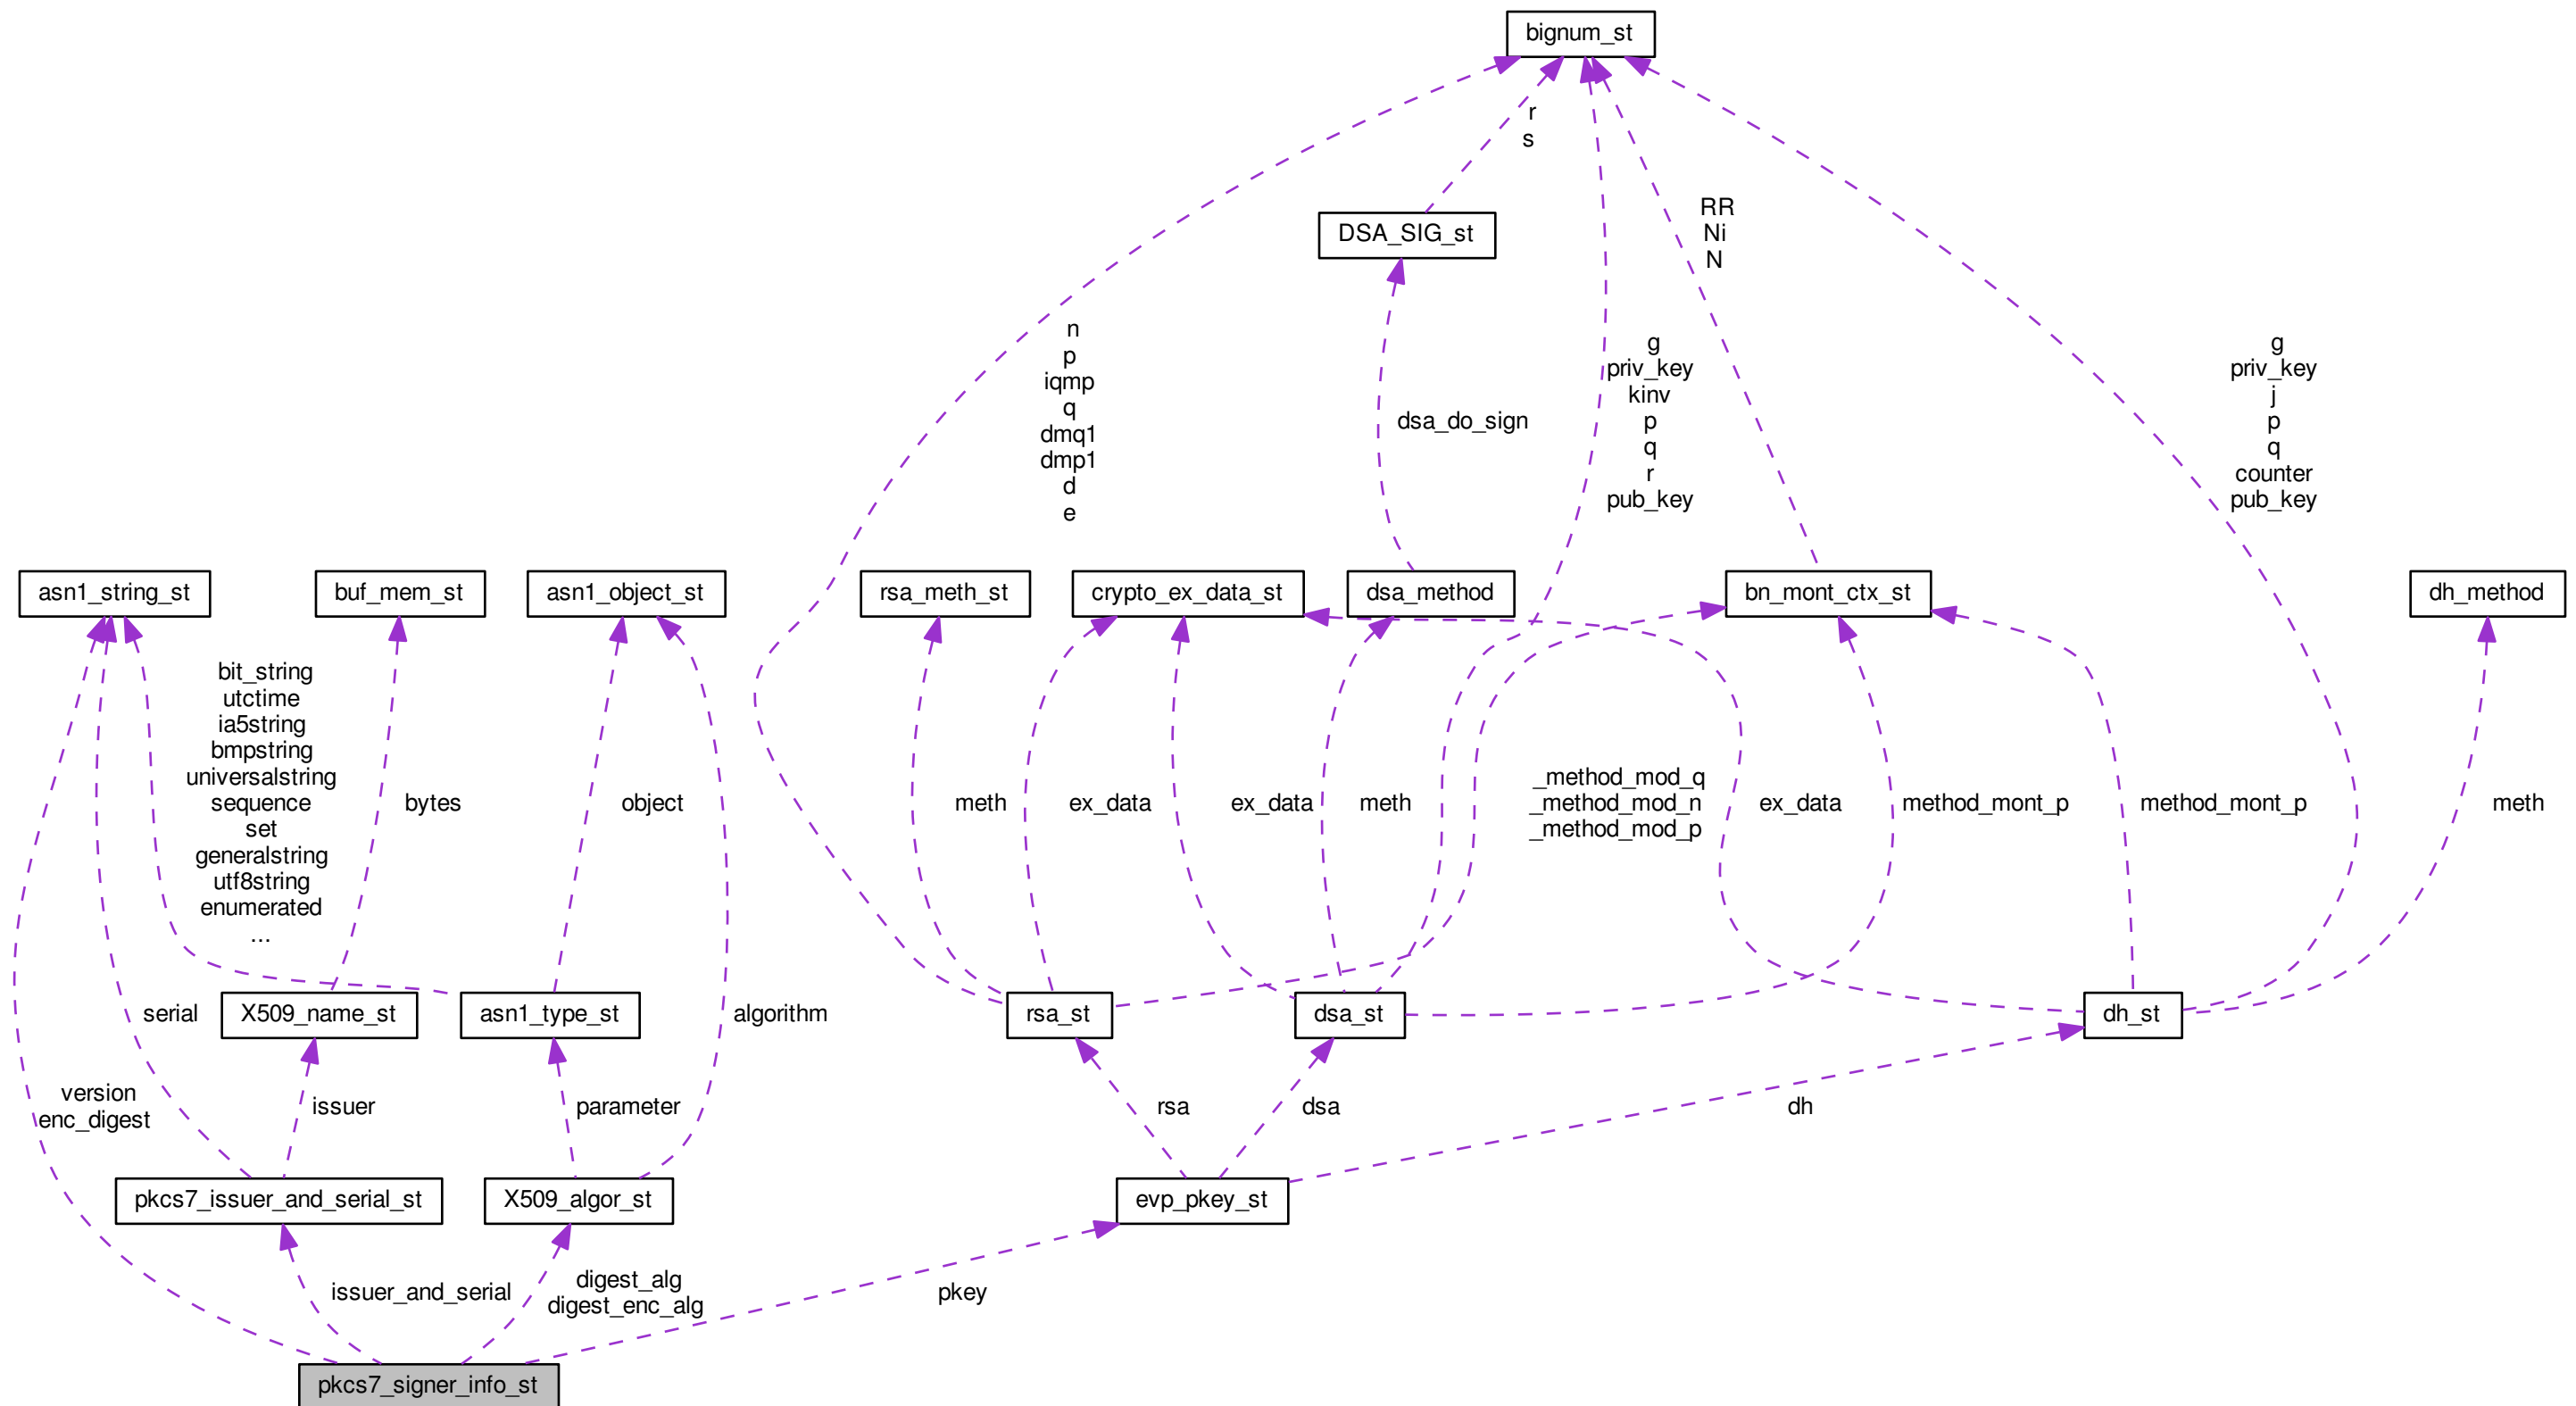 bignum_st
r
s
RR
Ni
N
DSA_SIG_st
n
p
iqmp
q
dmq1
dmp1
d
e
dsa_do_sign
g
priv_key
kinv
p
q
r
pub_key
g
priv_key
j
p
q
counter
pub_key
asn1_string_st
buf_mem_st
asn1_object_st
rsa_meth_st
crypto_ex_data_st
dsa_method
bn_mont_ctx_st
dh_method
bit_string
utctime
ia5string
bmpstring
universalstring
sequence
set
generalstring
utf8string
enumerated
...
bytes
object
meth
ex_data
ex_data
meth
_method_mod_q
_method_mod_n
_method_mod_p
ex_data
method_mont_p
method_mont_p
meth
serial
X509_name_st
asn1_type_st
algorithm
rsa_st
dsa_st
dh_st
version
enc_digest
issuer
parameter
rsa
dsa
dh
pkcs7_issuer_and_serial_st
X509_algor_st
evp_pkey_st
issuer_and_serial
digest_alg
digest_enc_alg
pkey
pkcs7_signer_info_st